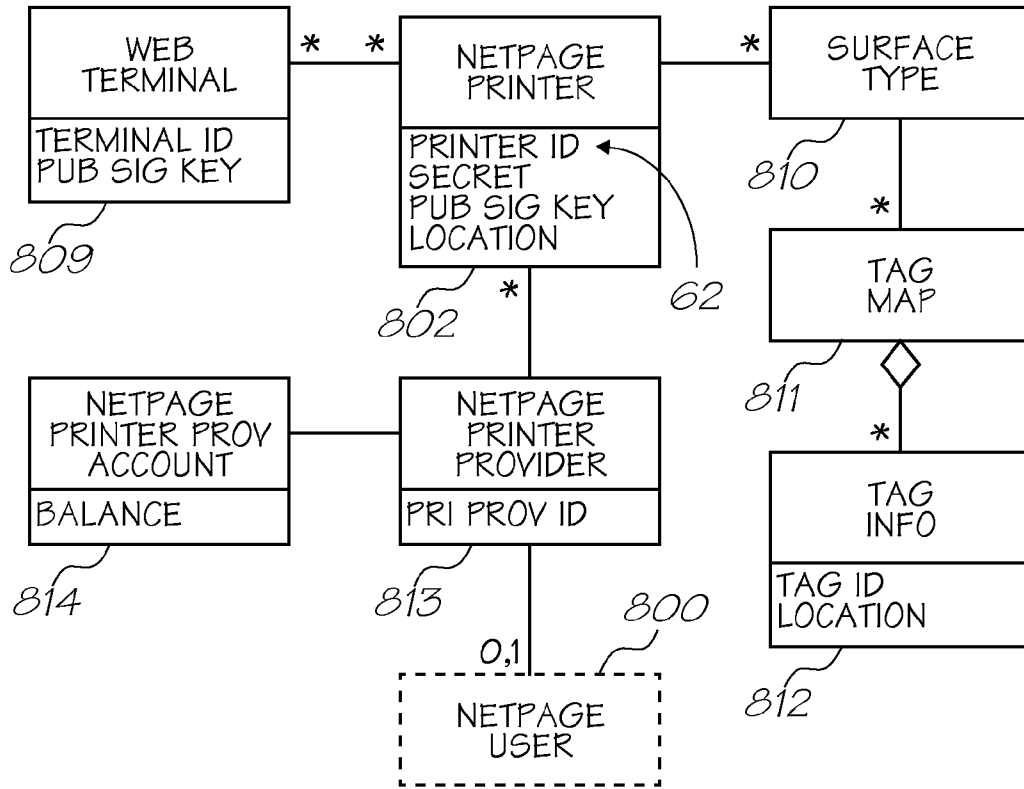 WEB
TERMINAL
TERMINAL ID
PUB SIG KEY
809
* *
NETPAGE
PRINTER
PRINTER ID
SECRET
PUB SIG KEY
LOCATION
802
62
*
*
SURFACE
TYPE
810
*
TAG
MAP
811
*
TAG
INFO
TAG ID
LOCATION
812
NETPAGE
PRINTER PROV
ACCOUNT
BALANCE
814
NETPAGE
PRINTER
PROVIDER
PRI PROV ID
813
0,1
800
NETPAGE
USER